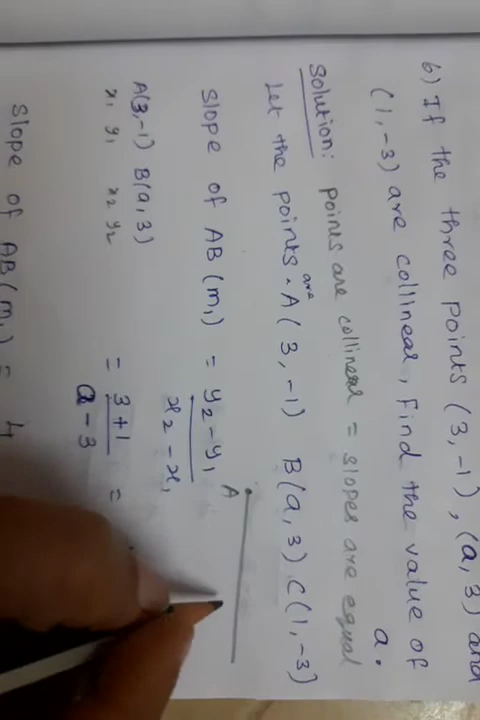 6) If the three points (3, -1), (a, 3) and
(1, -3) are collinear, find the value of
a.
Solution: points are collinear = slopes are equal
Let the points are A(3, -1) B(a, 3) C(1, -3)
Slope of AB (m₁) = y₂ - y₁ / x₂ - x₁
A
A(3, -1) B(a, 3)
x₁ y₁ x₂ y₂
= 3 + 1 / a - 3 =
Slope of AB (m₁) = 4